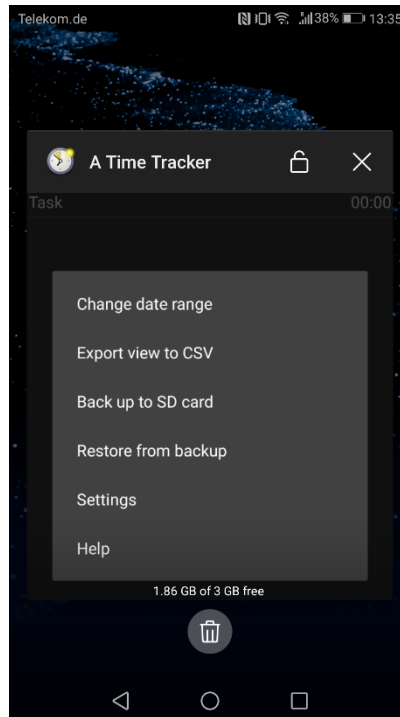 Telekom.de 38% 13:35
A Time Tracker
Task 00:00
Change date range
Export view to CSV
Back up to SD card
Restore from backup
Settings
Help
1.86 GB of 3 GB free